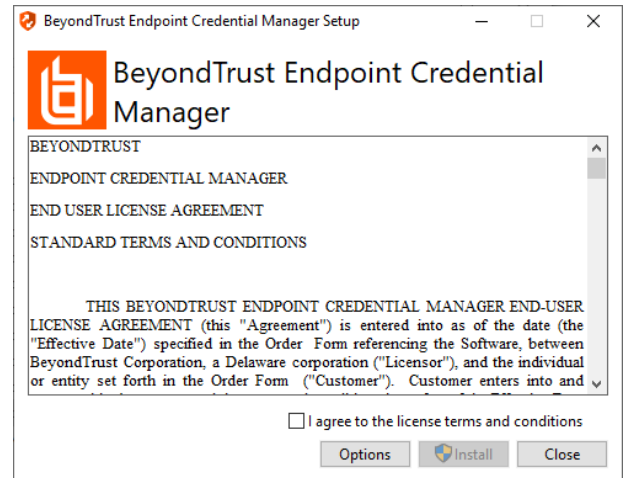 BeyondTrust Endpoint Credential Manager Setup
BeyondTrust Endpoint Credential
Manager
BEYONDTRUST
ENDPOINT CREDENTIAL MANAGER
END USER LICENSE AGREEMENT
STANDARD TERMS AND CONDITIONS
THIS BEYONDTRUST ENDPOINT CREDENTIAL MANAGER END-USER
LICENSE AGREEMENT (this "Agreement") is entered into as of the date (the
"Effective Date") specified in the Order Form referencing the Software, between
BeyondTrust Corporation, a Delaware corporation ("Licensor"), and the individual
or entity set forth in the Order Form ("Customer"). Customer enters into and
I agree to the license terms and conditions
Options
Install
Close